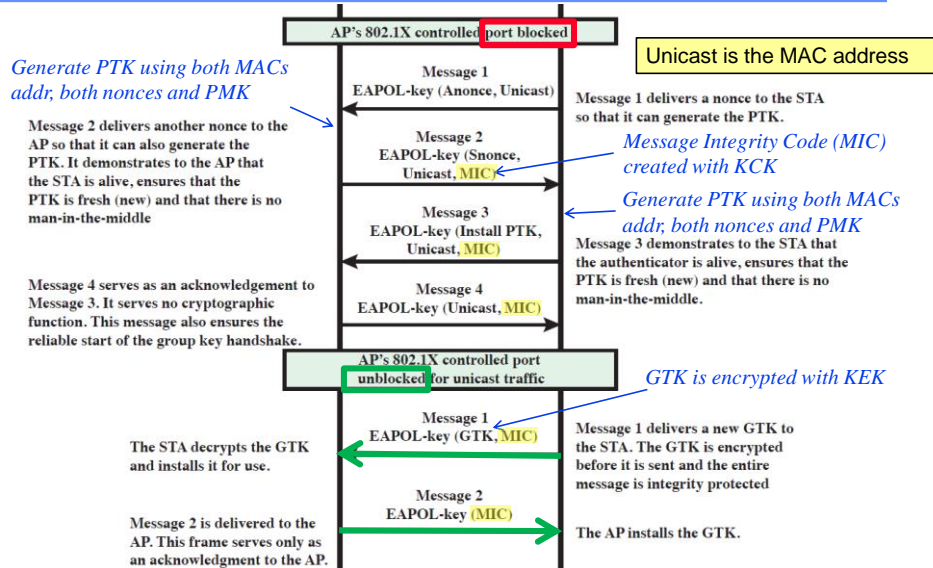 AP's 802.1X controlled port blocked
Unicast is the MAC address
Generate PTK using both MACs
addr, both nonces and PMK
Message 1
EAPOL-key (Anonce, Unicast)
Message 1 delivers a nonce to the STA
so that it can generate the PTK.
Message 2 delivers another nonce to the
AP so that it can also generate the
PTK. It demonstrates to the AP that
the STA is alive, ensures that the
PTK is fresh (new) and that there is no
man-in-the-middle
Message 2
EAPOL-key (Snonce,
Unicast, MIC)
Message Integrity Code (MIC)
created with KCK
Generate PTK using both MACs
addr, both nonces and PMK
Message 3
EAPOL-key (Install PTK,
Unicast, MIC)
Message 3 demonstrates to the STA that
the authenticator is alive, ensures that the
PTK is fresh (new) and that there is no
man-in-the-middle.
Message 4 serves as an acknowledgement to
Message 3. It serves no cryptographic
function. This message also ensures the
reliable start of the group key handshake.
Message 4
EAPOL-key (Unicast, MIC)
AP's 802.1X controlled port
unblocked for unicast traffic
GTK is encrypted with KEK
Message 1
EAPOL-key (GTK, MIC)
Message 1 delivers a new GTK to
the STA. The GTK is encrypted
before it is sent and the entire
message is integrity protected
The STA decrypts the GTK
and installs it for use.
Message 2
EAPOL-key (MIC)
Message 2 is delivered to the
AP. This frame serves only as
an acknowledgment to the AP.
The AP installs the GTK.